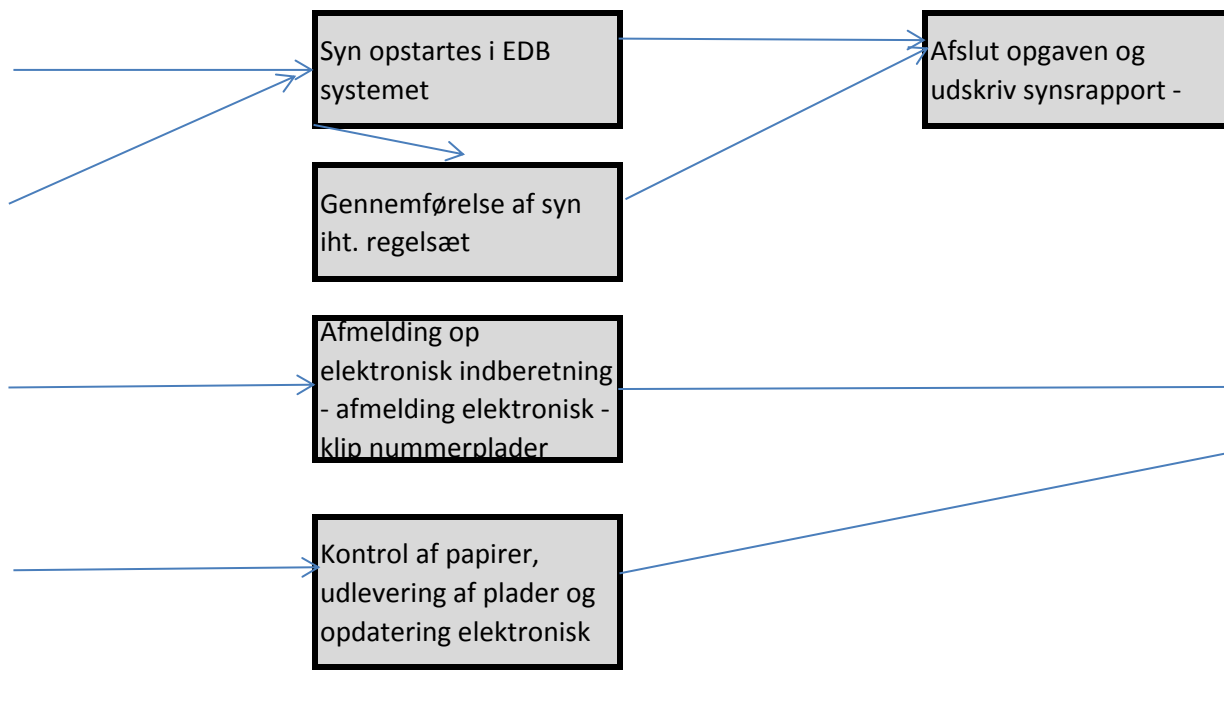 Syn opstartes i EDB
systemet
Afslut opgaven og
udskriv synsrapport -
Gennemførelse af syn
iht. regelsæt
Afmelding op
elektronisk indberetning
- afmelding elektronisk -
klip nummerplader
Kontrol af papirer,
udlevering af plader og
opdatering elektronisk